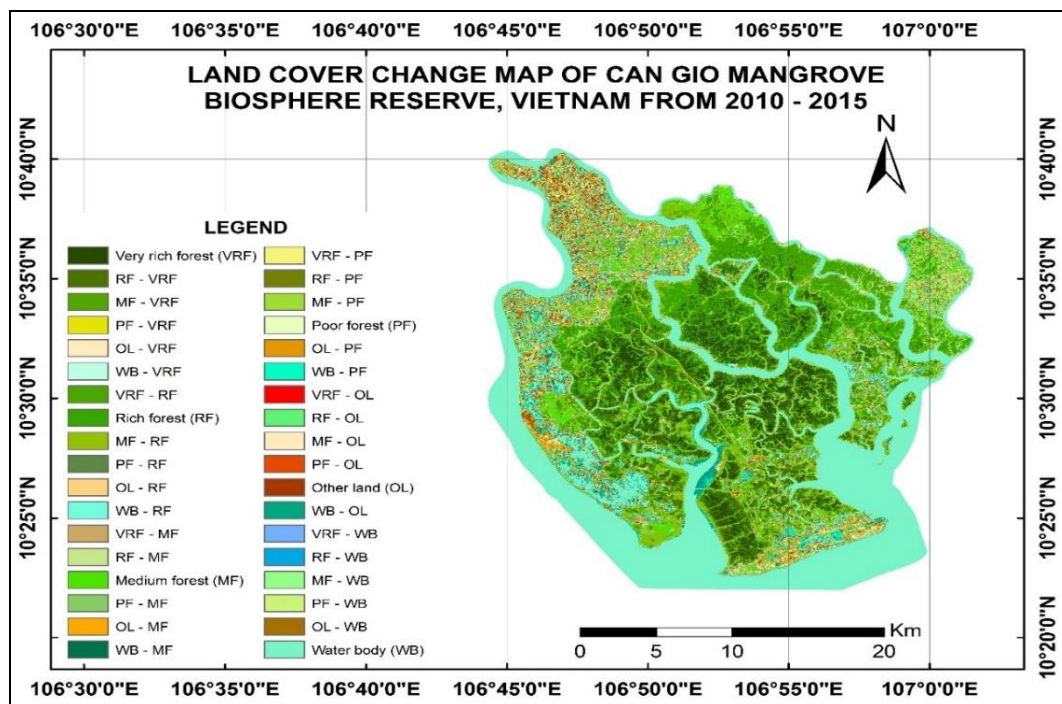 106°30'0"E 106°35'0"E 106°40'0"E 106°45'0"E 106°50'0"E 106°55'0"E 107°0'0"E
LAND COVER CHANGE MAP OF CAN GIO MANGROVE
BIOSPHERE RESERVE, VIETNAM FROM 2010 - 2015
N
10°40'0"N
10°35'0"N
10°30'0"N
10°25'0"N
10°20'0"N
LEGEND
Very rich forest (VRF)
RF - VRF
MF - VRF
PF - VRF
OL - VRF
WB - VRF
VRF - RF
Rich forest (RF)
MF - RF
PF - RF
OL - RF
WB - RF
VRF - MF
RF - MF
Medium forest (MF)
PF - MF
OL - MF
WB - MF
VRF - PF
RF - PF
MF - PF
Poor forest (PF)
OL - PF
WB - PF
VRF - OL
RF - OL
MF - OL
PF - OL
Other land (OL)
WB - OL
VRF - WB
RF - WB
MF - WB
PF - WB
OL - WB
Water body (WB)
10°40'0"N
10°35'0"N
10°30'0"N
10°25'0"N
10°20'0"N
Km
0 5 10 20
106°30'0"E 106°35'0"E 106°40'0"E 106°45'0"E 106°50'0"E 106°55'0"E 107°0'0"E